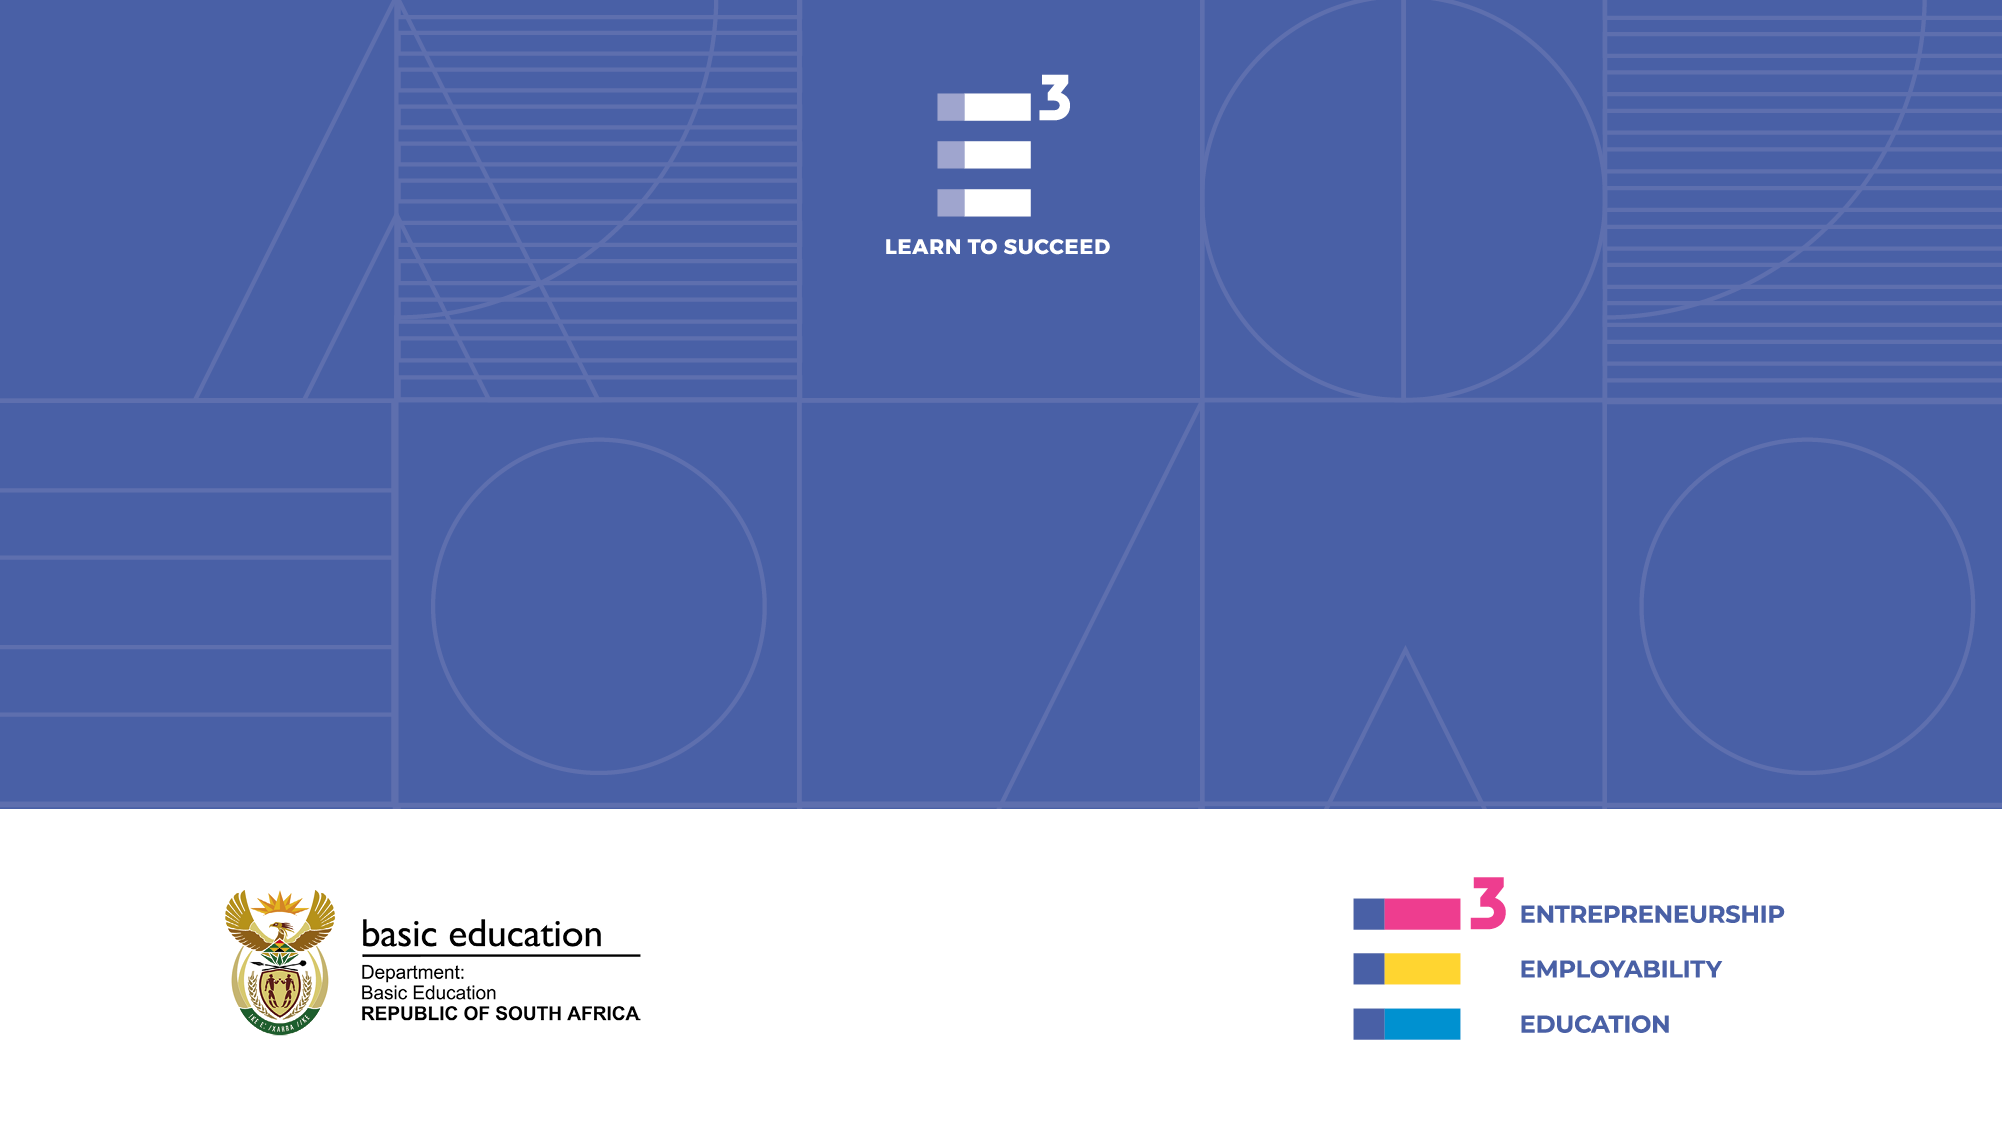 3
LEARN TO SUCCEED
basic education
Department:
Basic Education
REPUBLIC OF SOUTH AFRICA
3 ENTREPRENEURSHIP
EMPLOYABILITY
EDUCATION